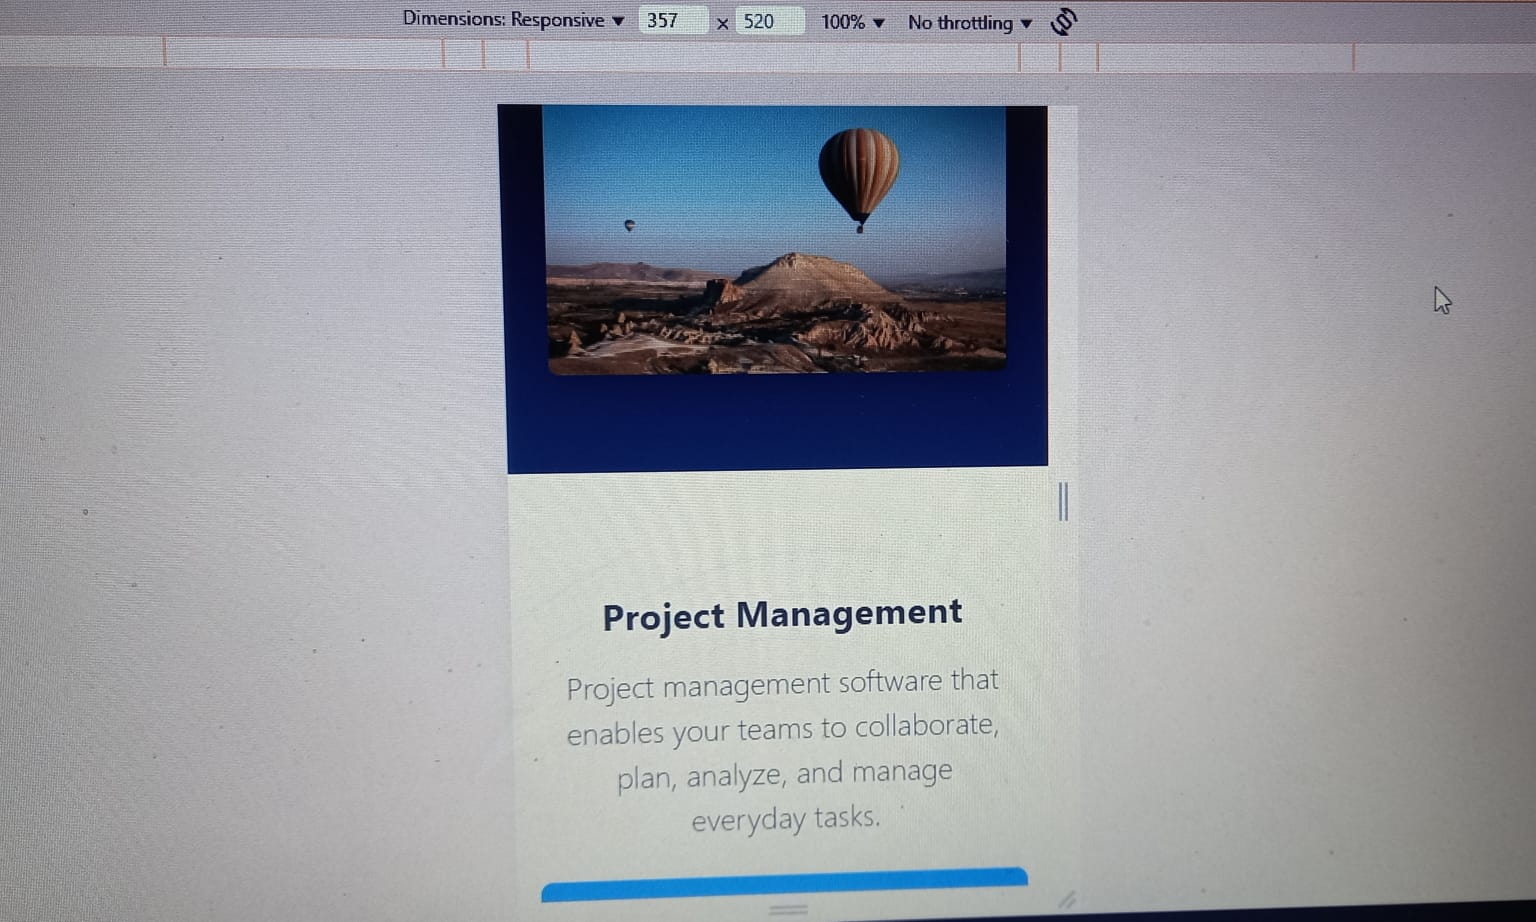 Dimensions: Responsive ▼ 357 x 520 100% ▼ No throttling ▼
Project Management
Project management software that
enables your teams to collaborate,
plan, analyze, and manage
everyday tasks.